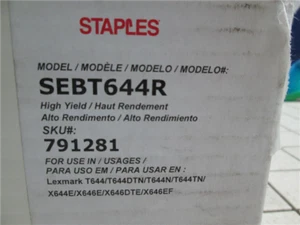 STAPLES
MODEL / MODÈLE / MODELO / MODELO#:
SEBT644R
High Yield / Haut Rendement
Alto Rendimento / Alto Rendimiento
SKU#:
791281
FOR USE IN / USAGES /
PARA USO EM / PARA USAR EN :
Lexmark T644/T644DTN/T644N/T644TN/
X644E/X646E/X646DTE/X646EF